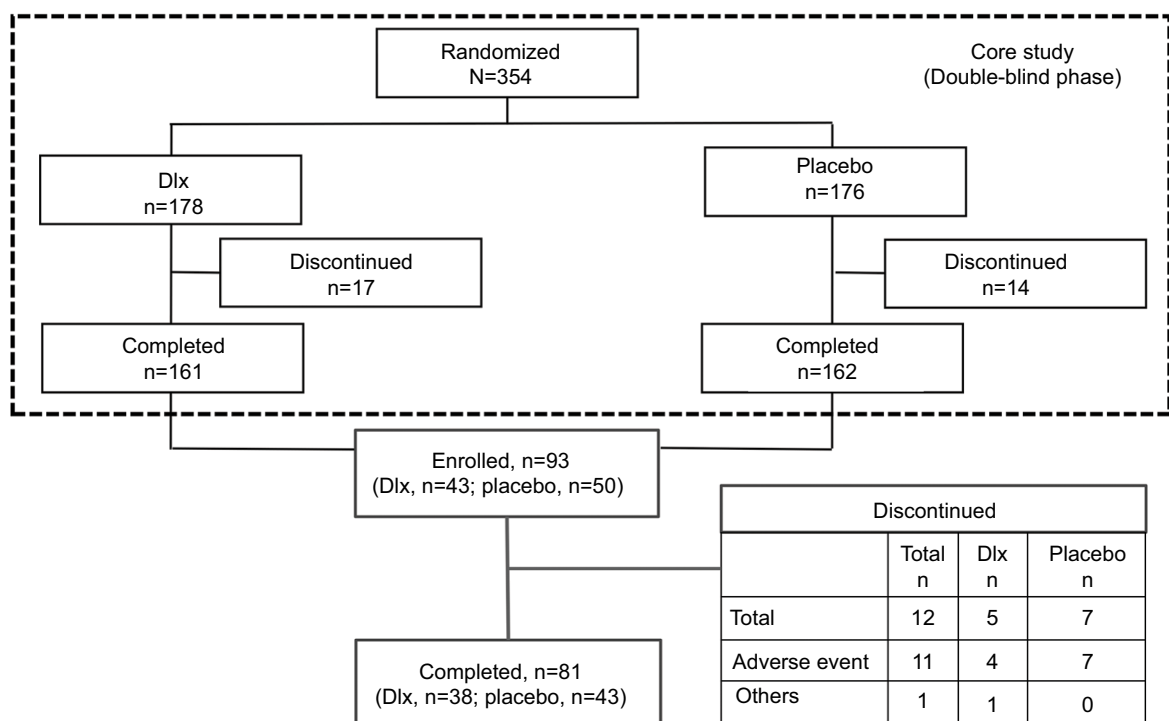 Randomized
N=354
Core study
(Double-blind phase)
Dlx
n=178
Placebo
n=176
Discontinued
n=17
Discontinued
n=14
Completed
n=161
Completed
n=162
Enrolled, n=93
(Dlx, n=43; placebo, n=50)
Discontinued
Total Dlx Placebo
n n n
Total 12 5 7
Adverse event 11 4 7
Others 1 1 0
Completed, n=81
(Dlx, n=38; placebo, n=43)